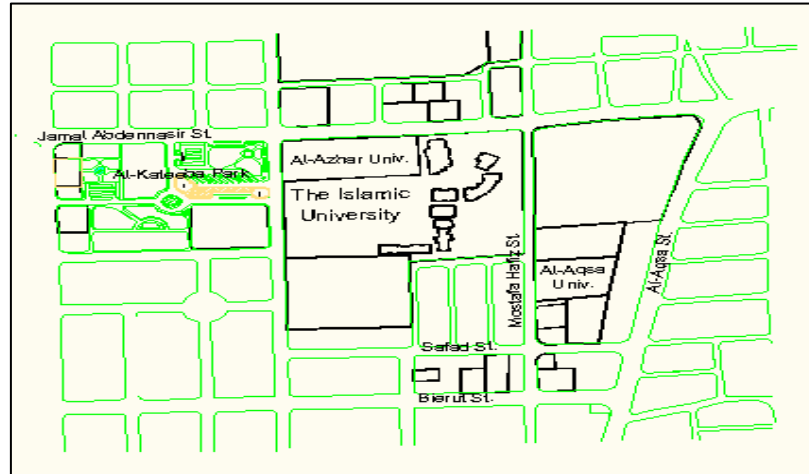 Jamal Abdennasir St.
Al-Azhar Univ.
Al-Kateeba Park
The Islamic
University
Mostafa Hafiz St.
Al-Aqsa
Univ.
Al-Aqsa St.
Safad St.
Bierut St.